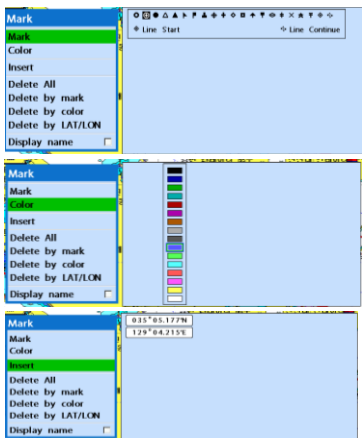 Mark
Mark
Color
Insert
Delete All
Delete by mark
Delete by color
Delete by LAT/LON
Display name
Line Start
Line Continue
Mark
Mark
Color
Insert
Delete All
Delete by mark
Delete by color
Delete by LAT/LON
Display name
Mark
Mark
Color
Insert
Delete All
Delete by mark
Delete by color
Delete by LAT/LON
Display name
035°05.177'N
129°04.215'E